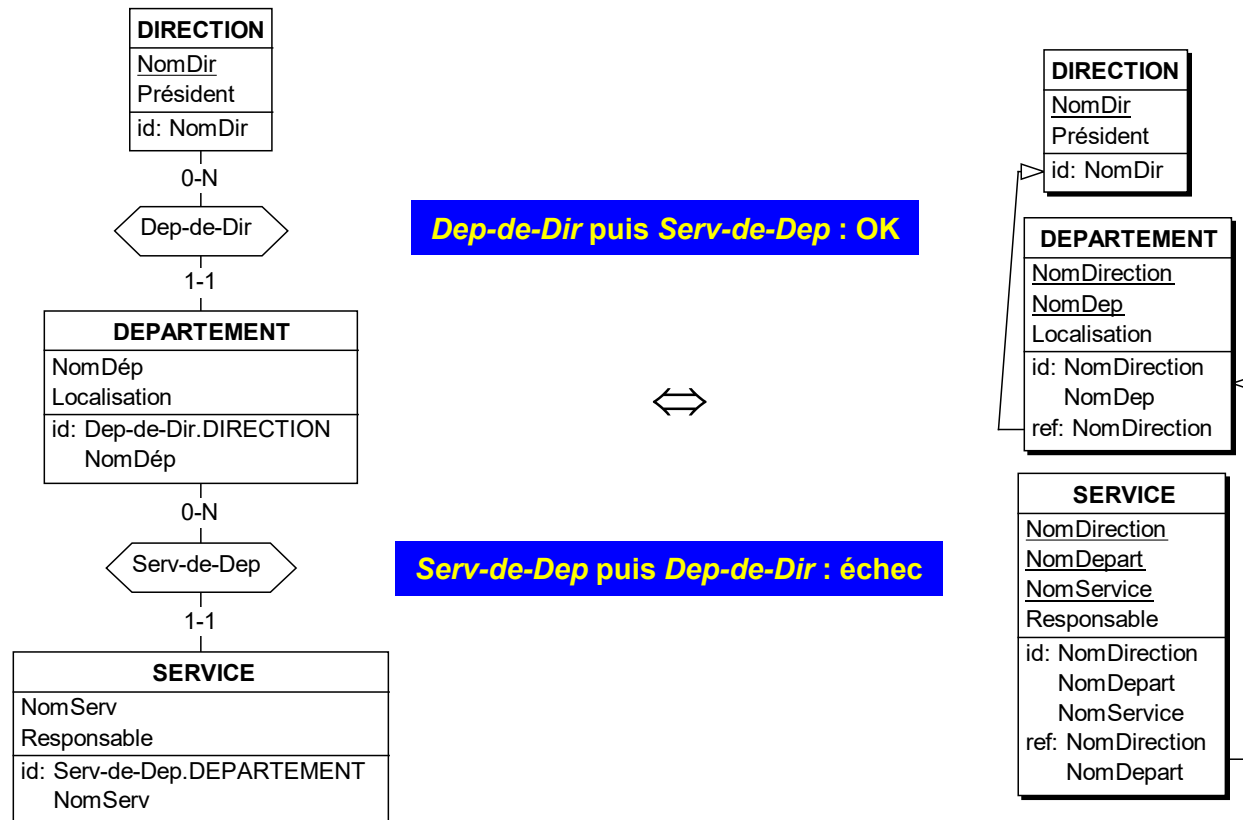 DIRECTION
NomDir
Président
id: NomDir
0-N
Dep-de-Dir
1-1
DEPARTEMENT
NomDép
Localisation
id: Dep-de-Dir.DIRECTION
NomDép
0-N
Serv-de-Dep
1-1
SERVICE
NomServ
Responsable
id: Serv-de-Dep.DEPARTEMENT
NomServ
Dep-de-Dir puis Serv-de-Dep : OK
⇔
Serv-de-Dep puis Dep-de-Dir : échec
DIRECTION
NomDir
Président
id: NomDir
DEPARTEMENT
NomDirection
NomDep
Localisation
id: NomDirection
NomDep
ref: NomDirection
SERVICE
NomDirection
NomDepart
NomService
Responsable
id: NomDirection
NomDepart
NomService
ref: NomDirection
NomDepart